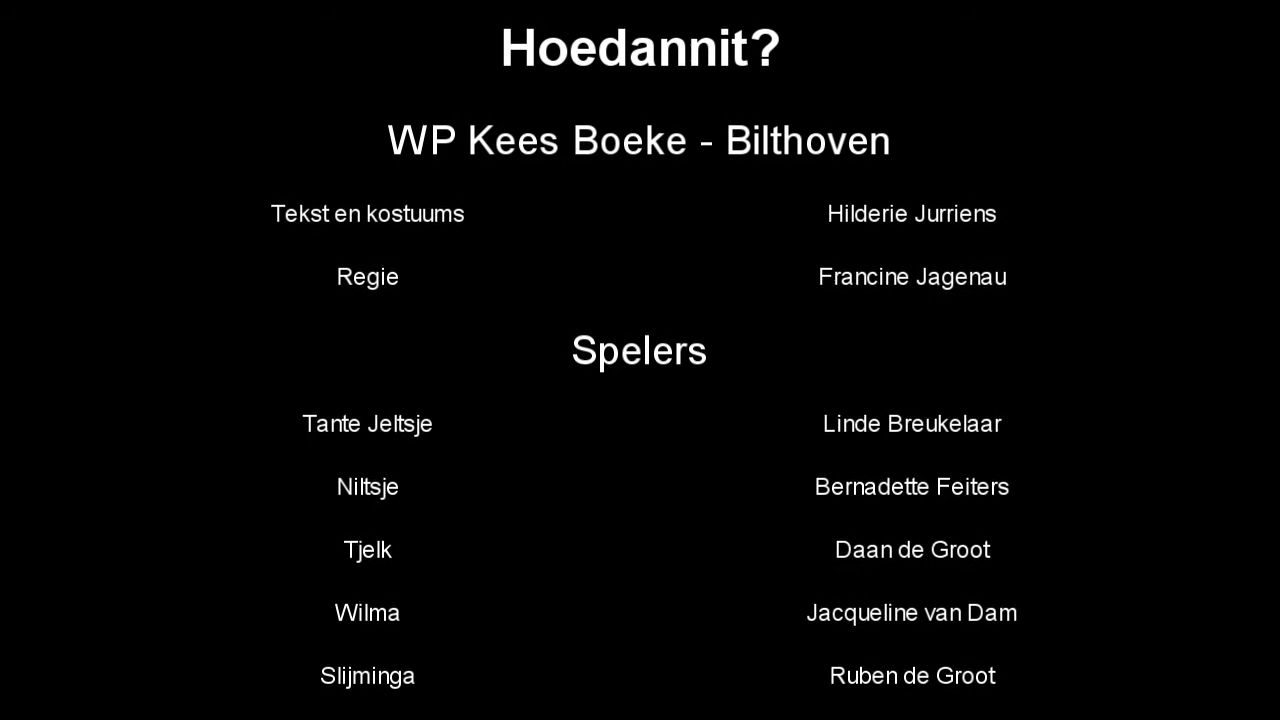 Hoedannit?
WP Kees Boeke - Bilthoven
Tekst en kostuums Hilderie Jurriens
Regie Francine Jagenau
Spelers
Tante Jeltsje Linde Breukelaar
Niltsje Bernadette Feiters
Tjelk Daan de Groot
Wilma Jacqueline van Dam
Slijminga Ruben de Groot